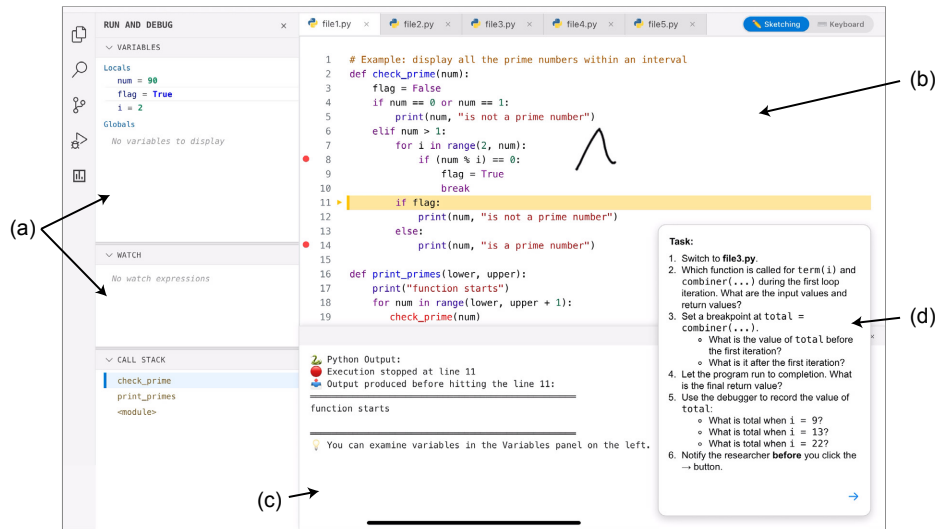 RUN AND DEBUG ×
VARIABLES
Locals
num = 90
flag = True
i = 2
Globals
No variables to display
WATCH
No watch expressions
CALL STACK
check_prime
print_primes
<module>
file1.py × file2.py × file3.py × file4.py × file5.py ×
Sketching Keyboard
1 # Example: display all the prime numbers within an interval
2 def check_prime(num):
3 flag = False
4 if num == 0 or num == 1:
5 print(num, "is not a prime number")
6 elif num > 1:
7 for i in range(2, num):
8 if (num % i) == 0:
9 flag = True
10 break
11 if flag:
12 print(num, "is not a prime number")
13 else:
14 print(num, "is a prime number")
15
16 def print_primes(lower, upper):
17 print("function starts")
18 for num in range(lower, upper + 1):
19 check_prime(num)
Python Output:
Execution stopped at line 11
Output produced before hitting the line 11:
function starts
You can examine variables in the Variables panel on the left.
Task:
1. Switch to file3.py.
2. Which function is called for term(i) and
combiner(...) during the first loop
iteration. What are the input values and
return values?
3. Set a breakpoint at total =
combiner(...).
What is the value of total before
the first iteration?
What is it after the first iteration?
4. Let the program run to completion. What
is the final return value?
5. Use the debugger to record the value of
total:
What is total when i = 9?
What is total when i = 13?
What is total when i = 22?
6. Notify the researcher before you click the
→ button.
→
(a)
(b)
(c)
(d)